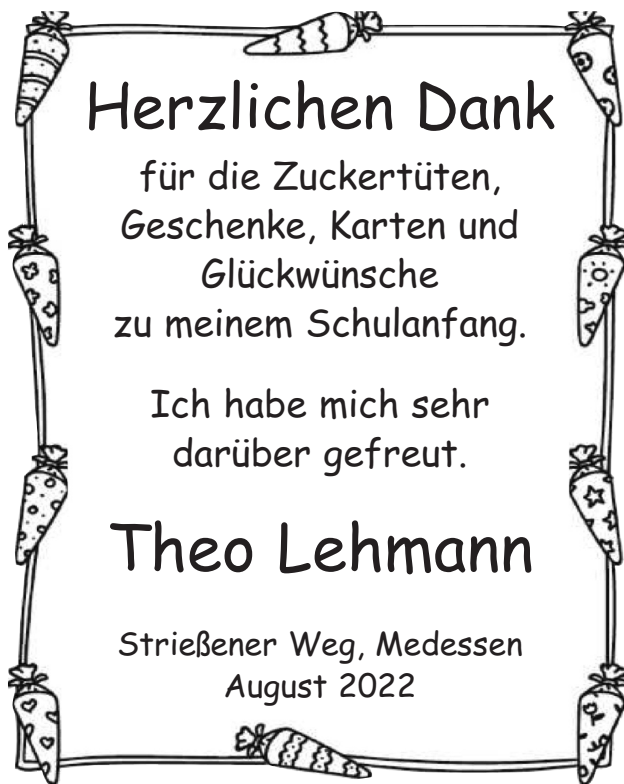 Herzlichen Dank
für die Zuckertüten,
Geschenke, Karten und
Glückwünsche
zu meinem Schulanfang.
Ich habe mich sehr
darüber gefreut.
Theo Lehmann
Strießener Weg, Medessen
August 2022